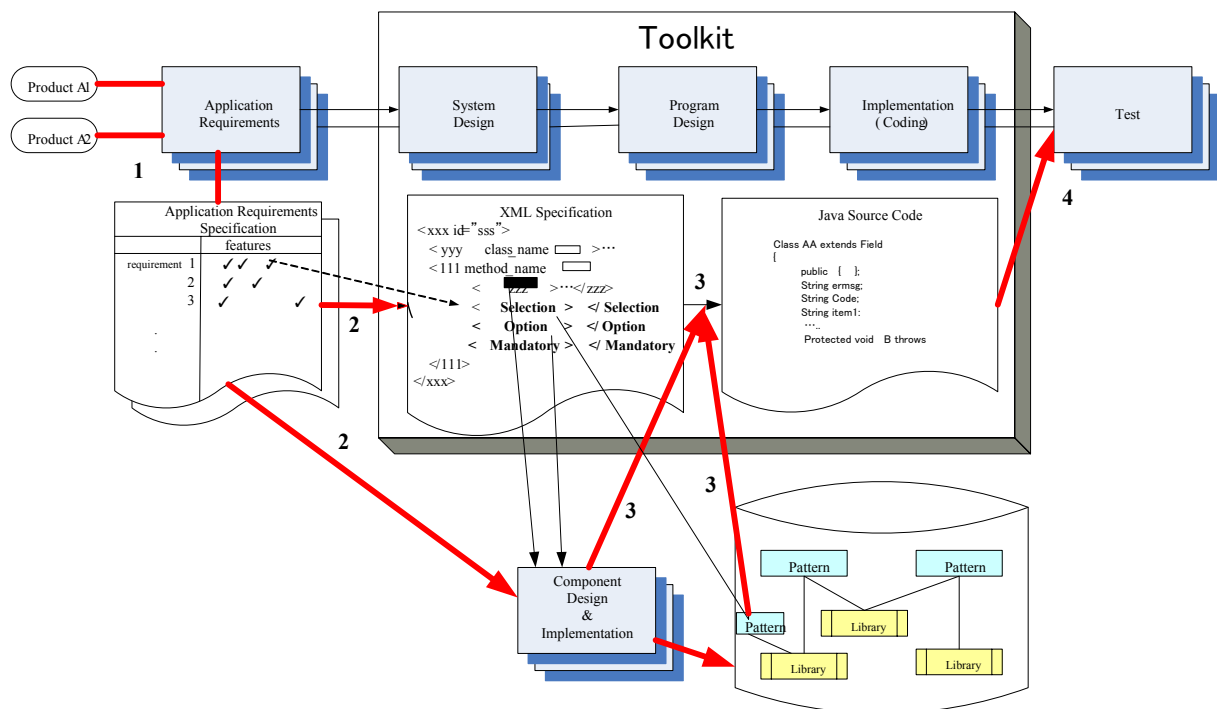 Toolkit
Product A1
Product A2
Application
Requirements
System
Design
Program
Design
Implementation
( Coding)
Test
1
Application Requirements
Specification
features
requirement 1 ✓✓ ✓
2 ✓ ✓
3 ✓ ✓
.
.
XML Specification
<xxx id="sss">
< yyy class_name >…
<111 method_name
< zzz >…</ zzz>
< Selection > </ Selection
< Option > </ Option
< Mandatory > </ Mandatory
</111>
</xxx>
Java Source Code
Class AA extends Field
{
public { };
String ermsg;
String Code;
String item1:
…..
Protected void B throws
2
3
4
2
3
3
Component
Design
&
Implementation
Pattern
Pattern
Pattern
Library
Library
Library